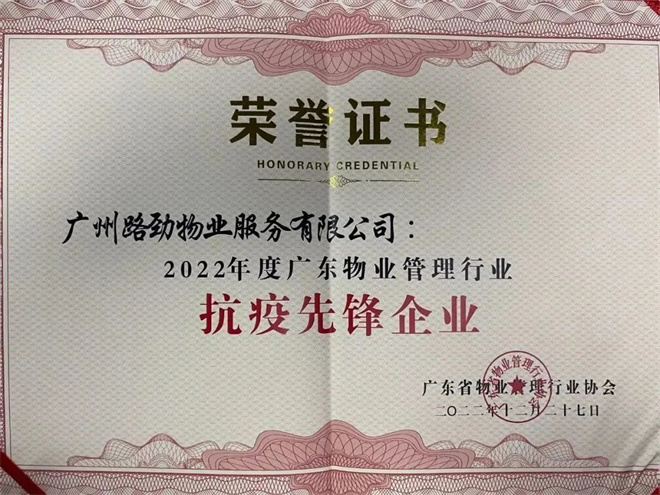 荣誉证书
HONORARY CREDENTIAL
广州路劲物业服务有限公司：
2022年度广东物业管理行业
抗疫先锋企业
广东省物业管理行业协会
二〇二二年十二月二十七日